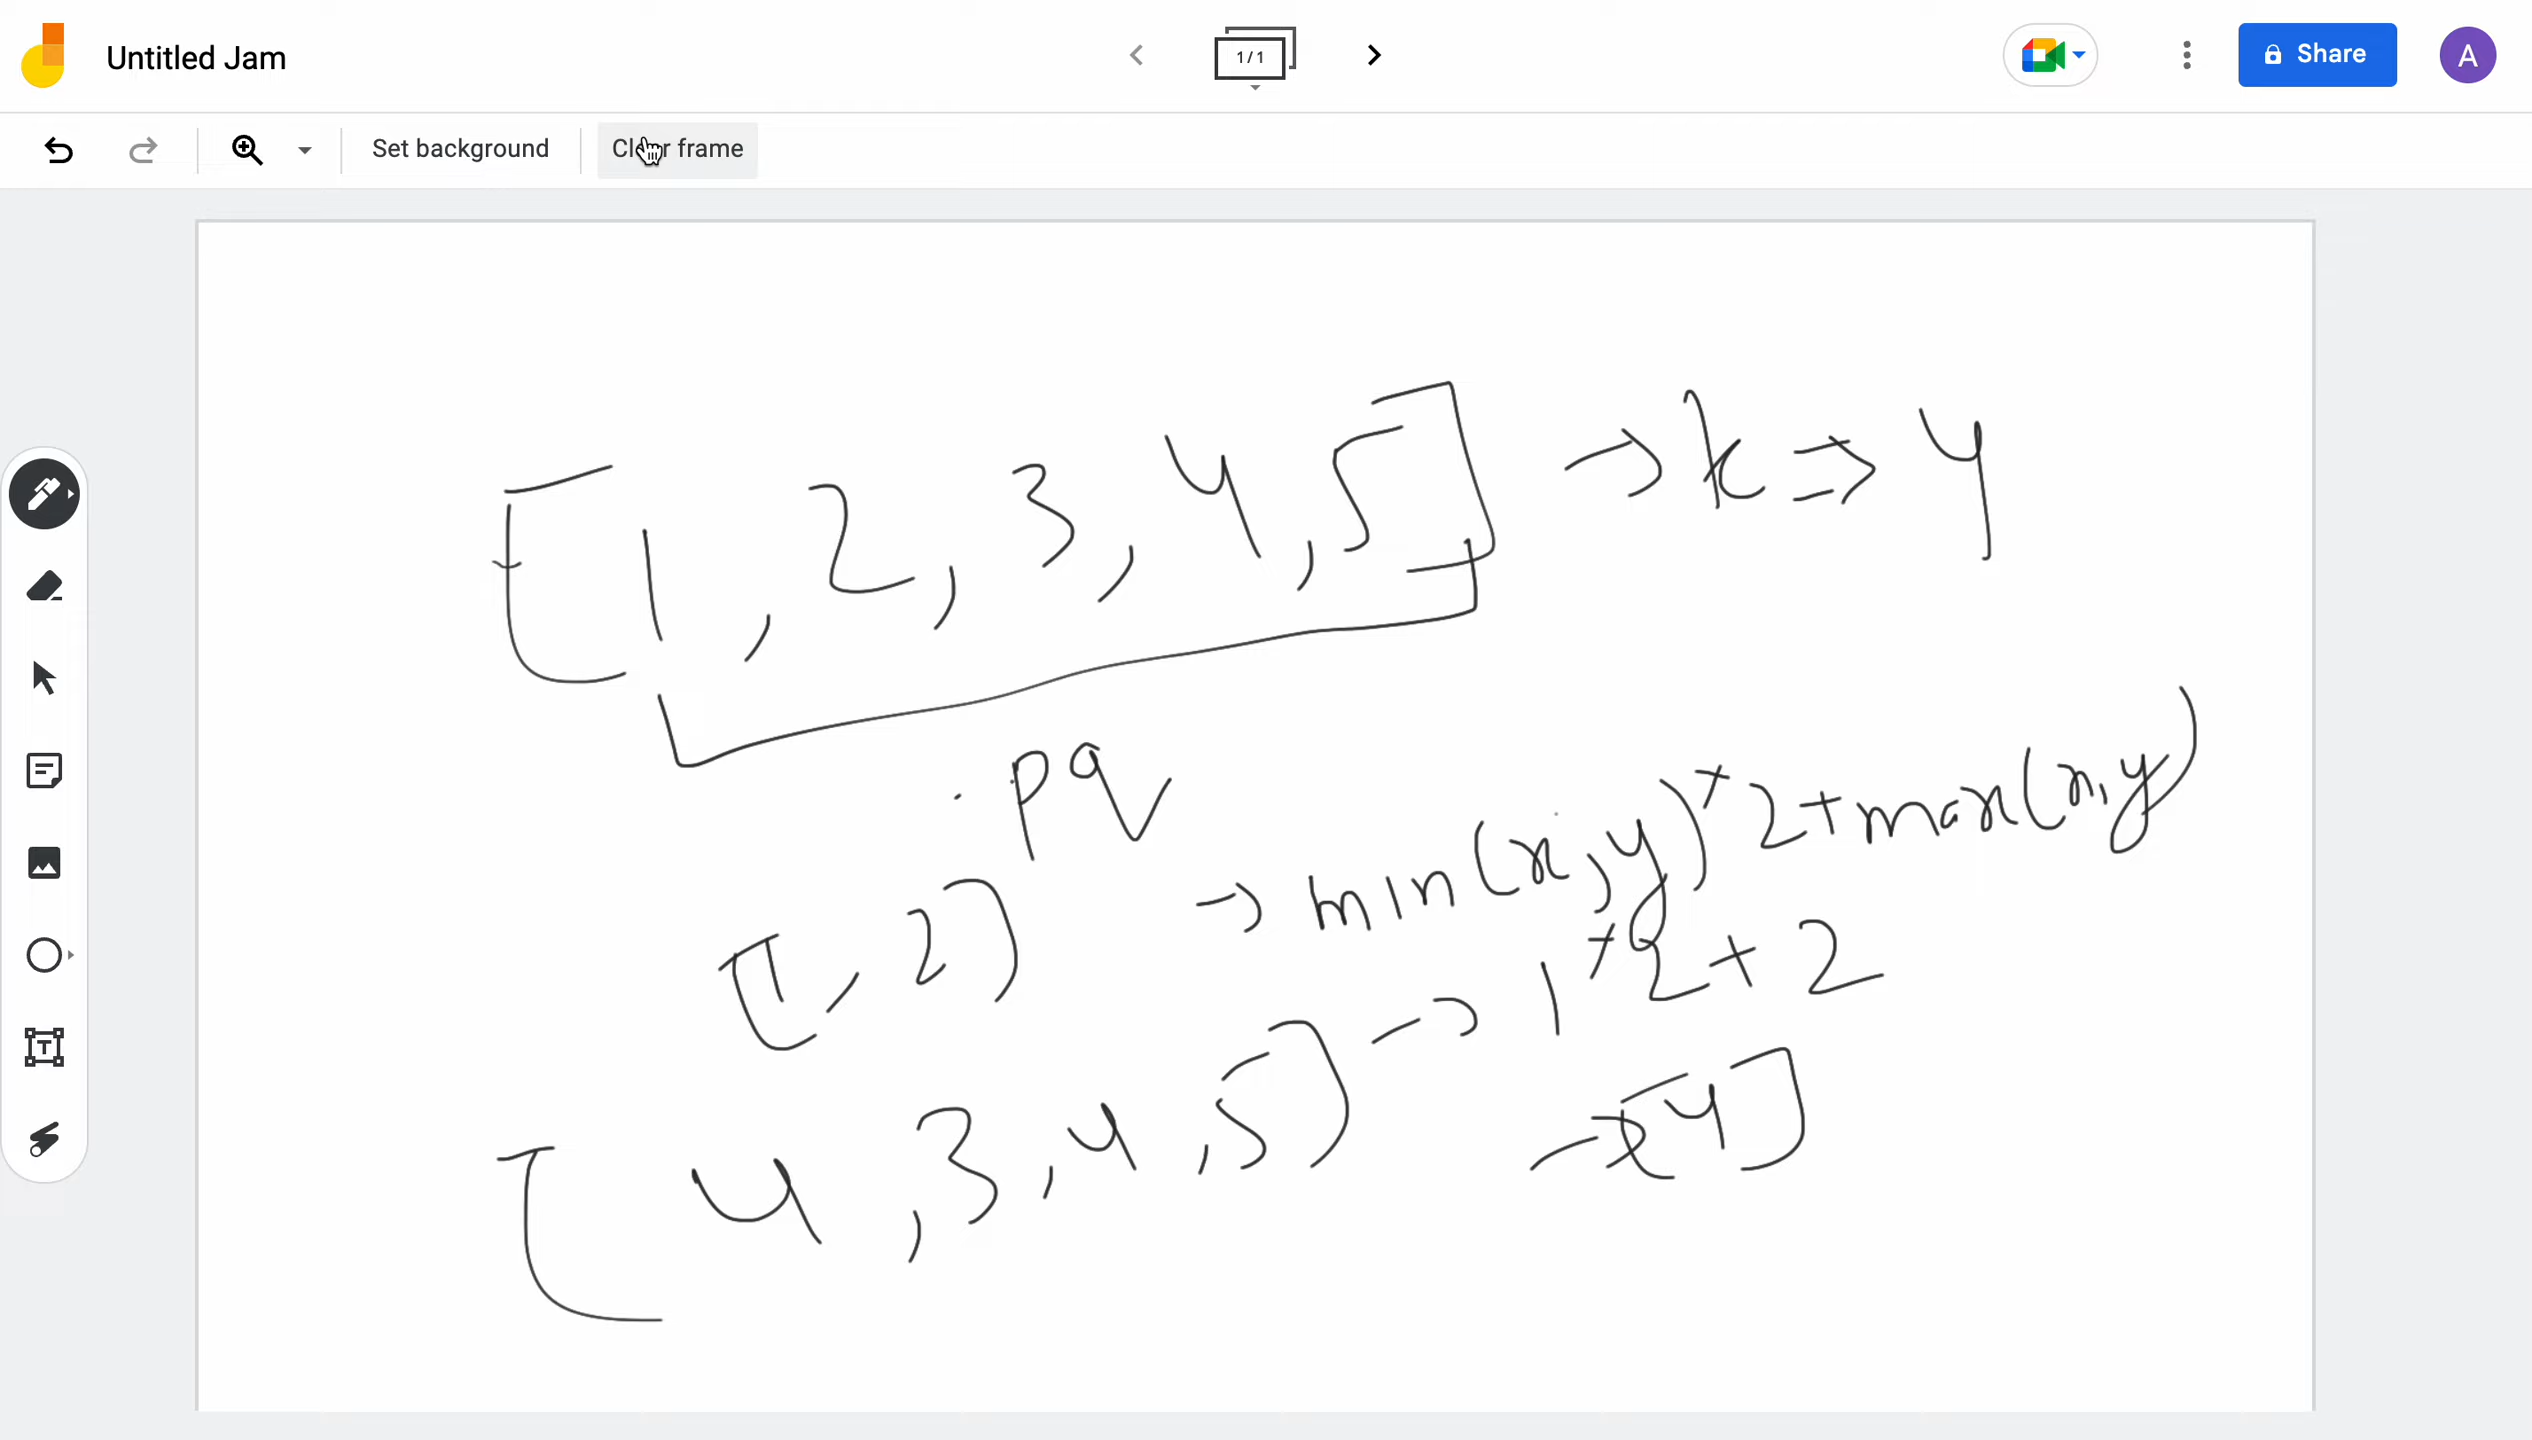 Untitled Jam
1 / 1
Share
A
Set background
Clear frame
[1, 2, 3, 4, 5] → k ⇒ 4
pq
[1, 2] → min(x, y) * 2 + max(x, y)
→ 1 * 2 + 2
[4, 3, 4, 5]
→ [4]
T